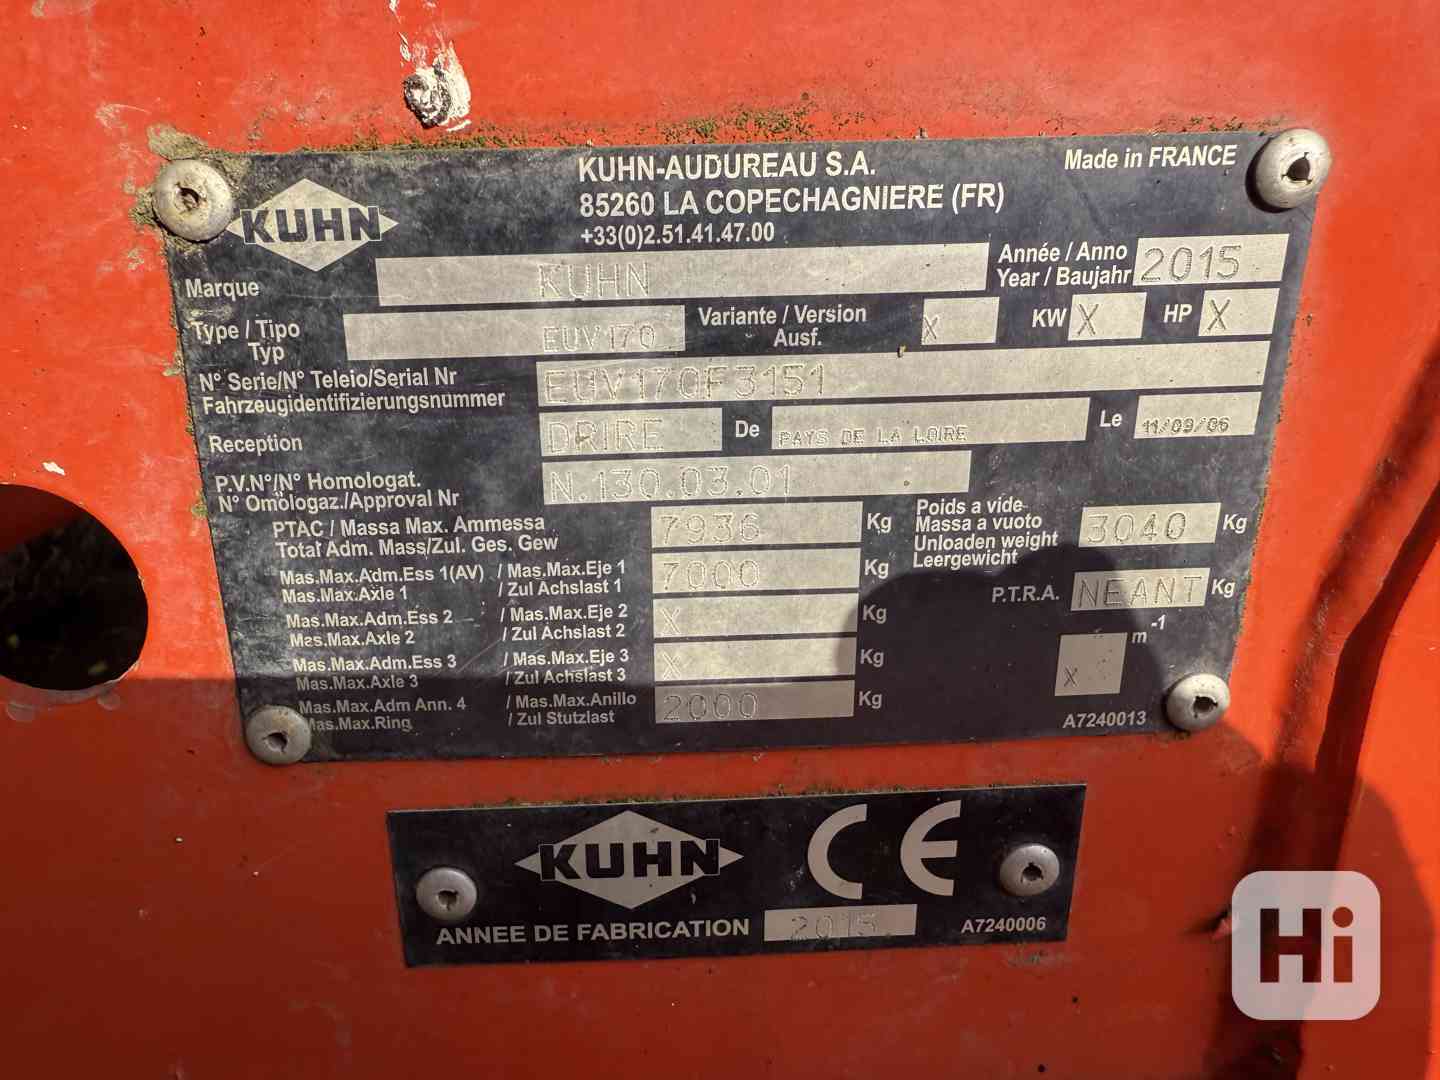 KUHN
KUHN-AUDUREAU S.A.
85260 LA COPECHAGNIERE (FR)
+33(0)2.51.41.47.00
Made in FRANCE
Marque KUHN
Année / Anno
Year / Baujahr 2015
Type / Tipo
Typ EUV170
Variante / Version
Ausf. X
KW X HP X
N° Serie/N° Teleio/Serial Nr
Fahrzeugidentifizierungsnummer EUV170F3151
Reception DRIRE De PAYS DE LA LOIRE Le 11/09/06
P.V.N°/N° Homologat.
N° Omologaz./Approval Nr N.130.03.01
PTAC / Massa Max. Ammessa
Total Adm. Mass/Zul. Ges. Gew 7936 Kg
Poids a vide
Massa a vuoto
Unloaden weight
Leergewicht 3040 Kg
Mas.Max.Adm.Ess 1(AV) / Mas.Max.Eje 1
Mas.Max.Axle 1 / Zul Achslast 1 7000 Kg
P.T.R.A. NEANT Kg
Mas.Max.Adm.Ess 2 / Mas.Max.Eje 2
Mas.Max.Axle 2 / Zul Achslast 2 X Kg
Mas.Max.Adm.Ess 3 / Mas.Max.Eje 3
Mas.Max.Axle 3 / Zul Achslast 3 X Kg
X m-1
Mas.Max.Adm Ann. 4 / Mas.Max.Anillo
Mas.Max.Ring / Zul Stutzlast 2000 Kg
A7240013
KUHN CE
ANNEE DE FABRICATION 2015 A7240006
Hi